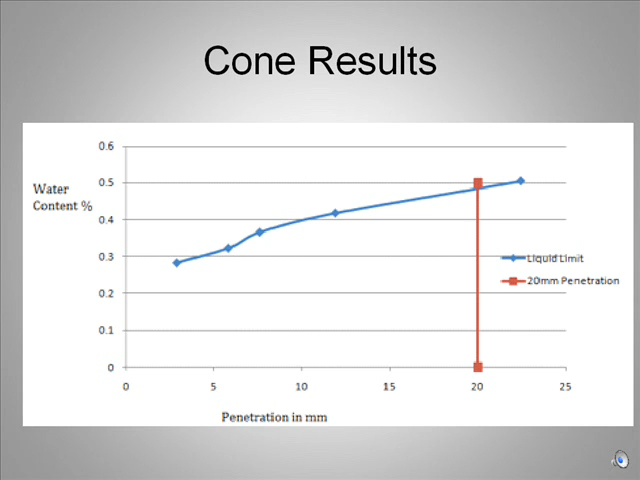 Cone Results
0.6
0.5
0.4
0.3
0.2
0.1
0
Water
Content %
0 5 10 15 20 25
Penetration in mm
Liquid Limit
20mm Penetration